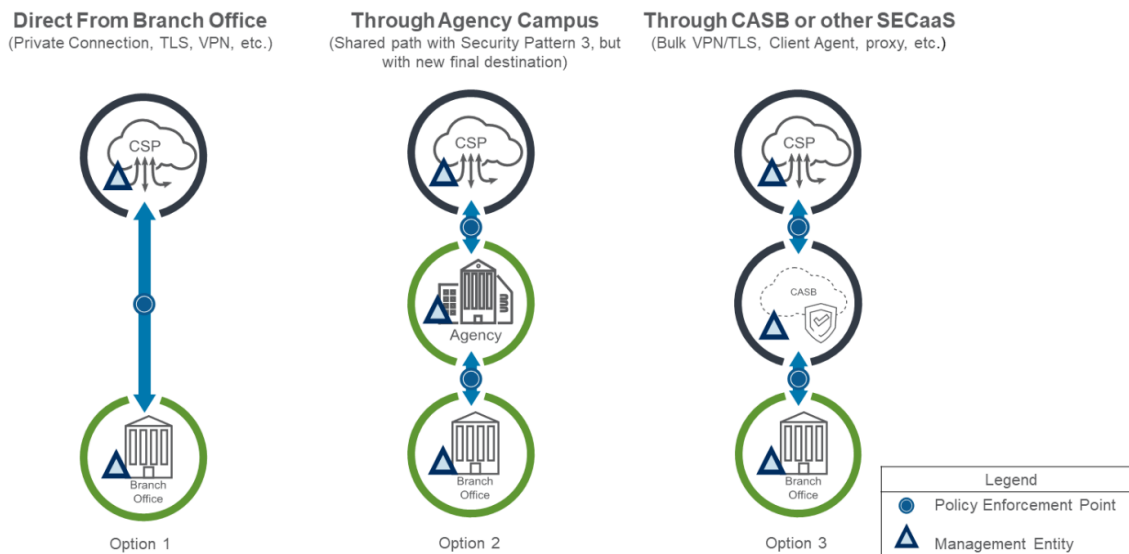 Direct From Branch Office
(Private Connection, TLS, VPN, etc.)
Through Agency Campus
(Shared path with Security Pattern 3, but
with new final destination)
Through CASB or other SECaaS
(Bulk VPN/TLS, Client Agent, proxy, etc.)
CSP
CSP
CSP
Agency
CASB
Branch
Office
Branch
Office
Branch
Office
Option 1
Option 2
Option 3
Legend
Policy Enforcement Point
Management Entity